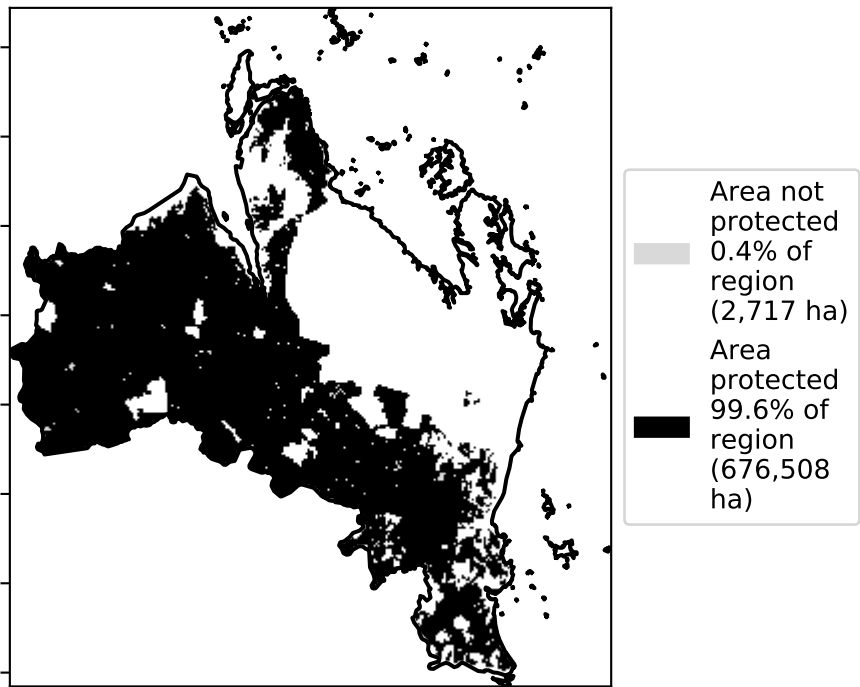 Area not
protected
0.4% of
region
(2,717 ha)
Area
protected
99.6% of
region
(676,508
ha)